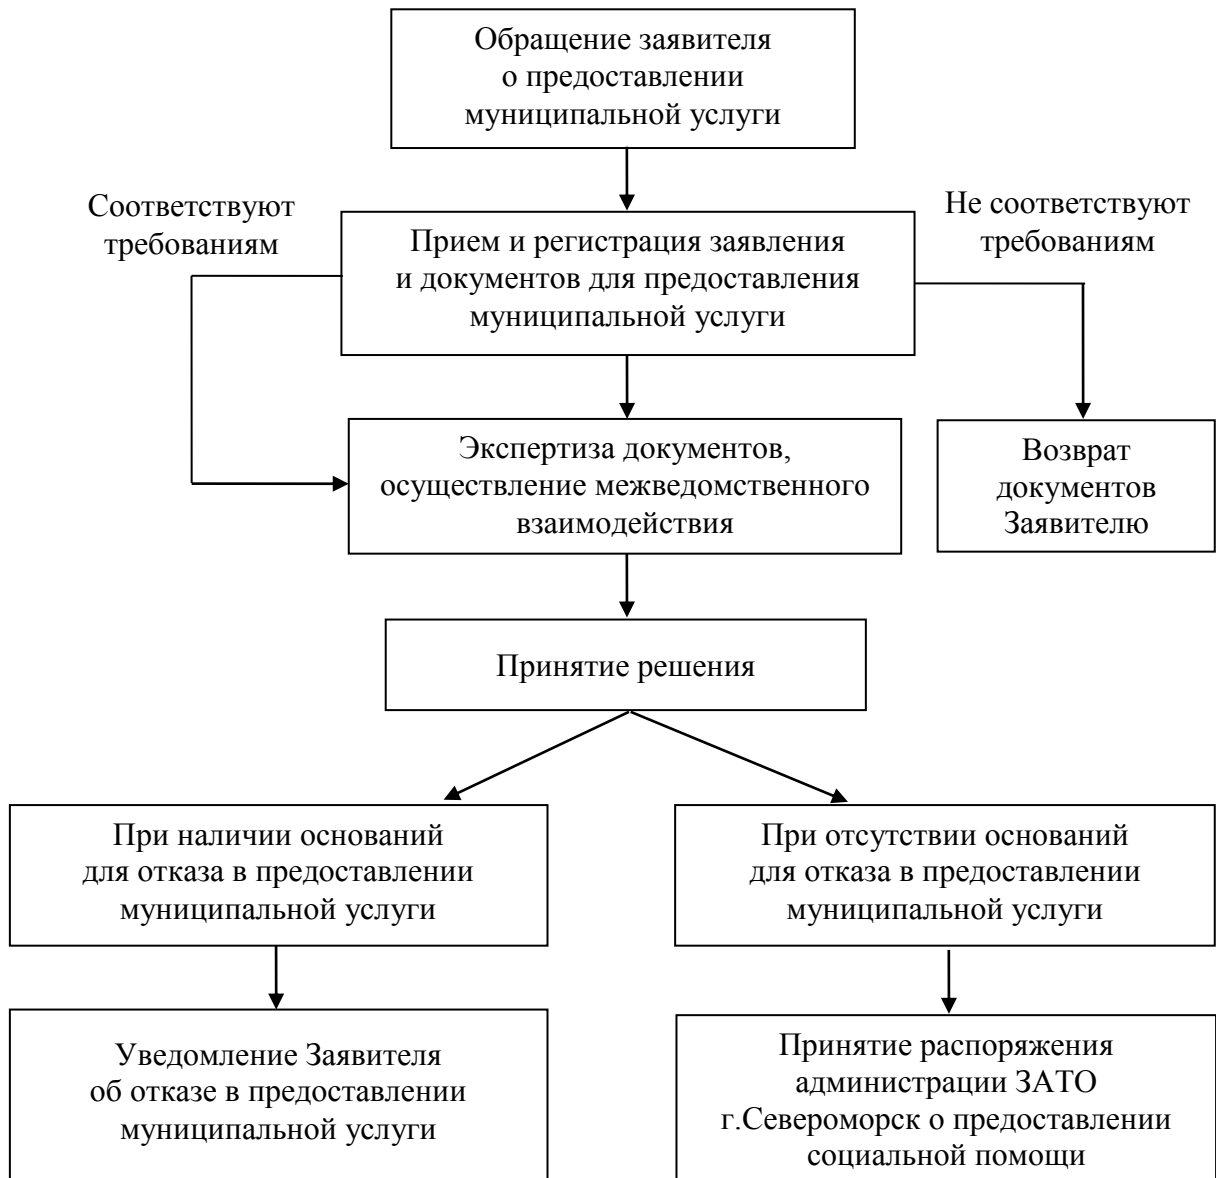 Обращение заявителя
о предоставлении
муниципальной услуги
Соответствуют
требованиям
Не соответствуют
требованиям
Прием и регистрация заявления
и документов для предоставления
муниципальной услуги
Экспертиза документов,
осуществление межведомственного
взаимодействия
Возврат
документов
Заявителю
Принятие решения
При наличии оснований
для отказа в предоставлении
муниципальной услуги
При отсутствии оснований
для отказа в предоставлении
муниципальной услуги
Уведомление Заявителя
об отказе в предоставлении
муниципальной услуги
Принятие распоряжения
администрации ЗАТО
г.Североморск о предоставлении
социальной помощи